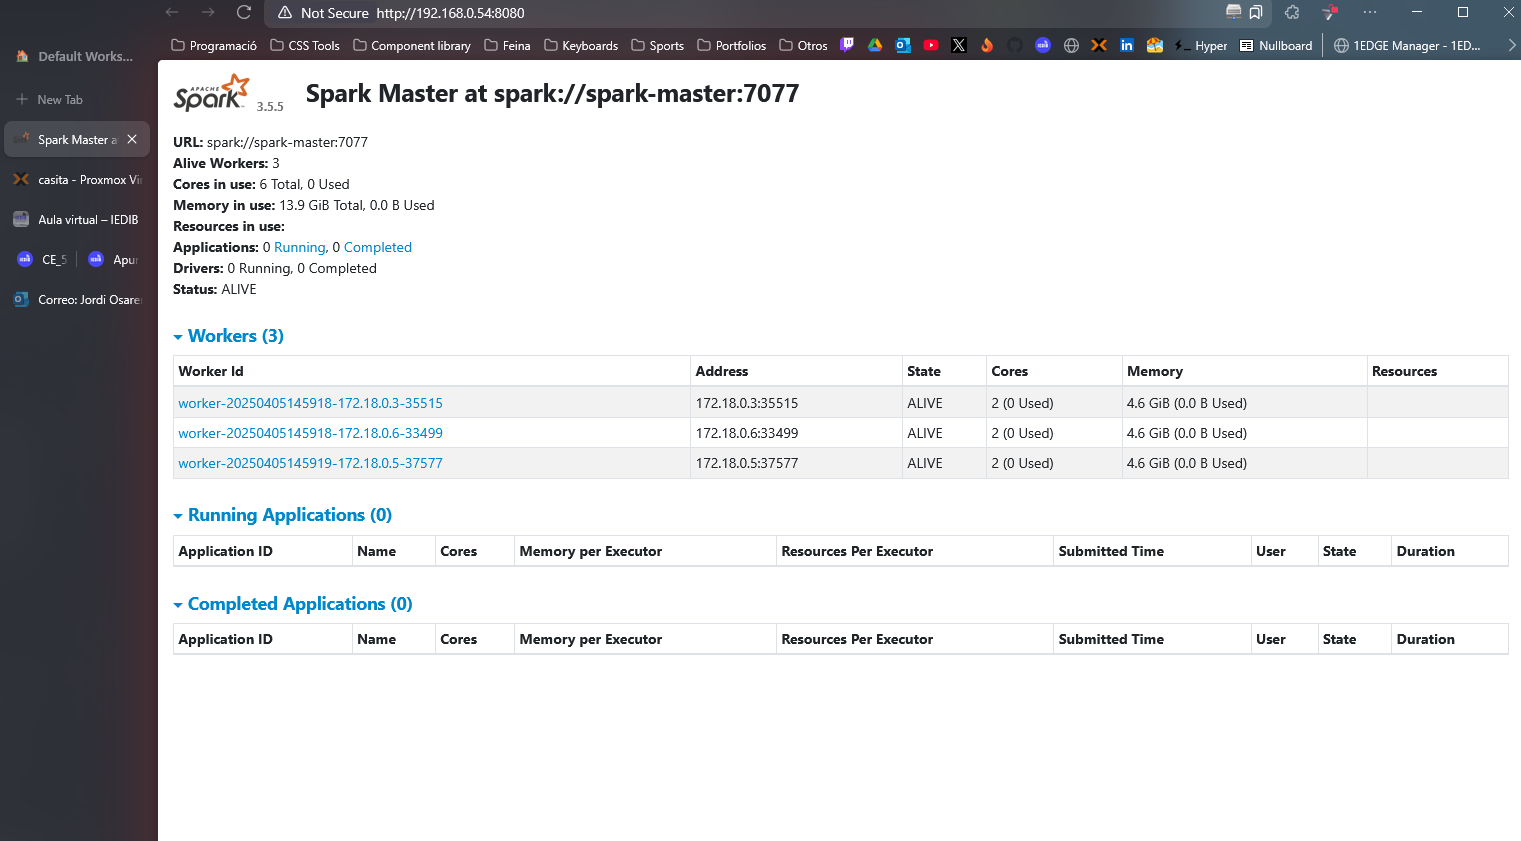 Not Secure http://192.168.0.54:8080
Default Works...
New Tab
Spark Master a
casita - Proxmox Vi
Aula virtual – IEDIB
CE_5 Apu
Correo: Jordi Osare
Programació CSS Tools Component library Feina Keyboards Sports Portfolios Otros Hyper Nullboard 1EDGE Manager - 1ED...
APACHE Spark 3.5.5 Spark Master at spark://spark-master:7077
URL: spark://spark-master:7077
Alive Workers: 3
Cores in use: 6 Total, 0 Used
Memory in use: 13.9 GiB Total, 0.0 B Used
Resources in use:
Applications: 0 Running, 0 Completed
Drivers: 0 Running, 0 Completed
Status: ALIVE
Workers (3)
Worker Id Address State Cores Memory Resources
worker-20250405145918-172.18.0.3-35515 172.18.0.3:35515 ALIVE 2 (0 Used) 4.6 GiB (0.0 B Used)
worker-20250405145918-172.18.0.6-33499 172.18.0.6:33499 ALIVE 2 (0 Used) 4.6 GiB (0.0 B Used)
worker-20250405145919-172.18.0.5-37577 172.18.0.5:37577 ALIVE 2 (0 Used) 4.6 GiB (0.0 B Used)
Running Applications (0)
Application ID Name Cores Memory per Executor Resources Per Executor Submitted Time User State Duration
Completed Applications (0)
Application ID Name Cores Memory per Executor Resources Per Executor Submitted Time User State Duration